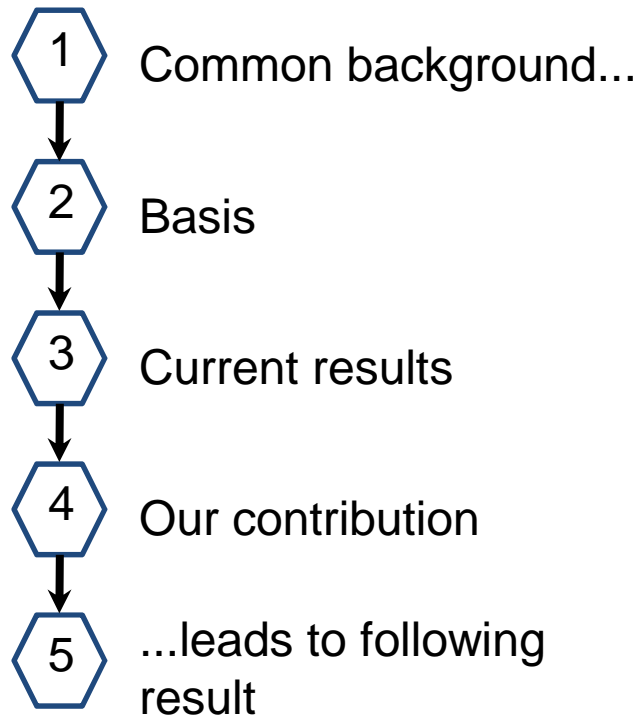 1 Common background...
2 Basis
3 Current results
4 Our contribution
5 ...leads to following
result